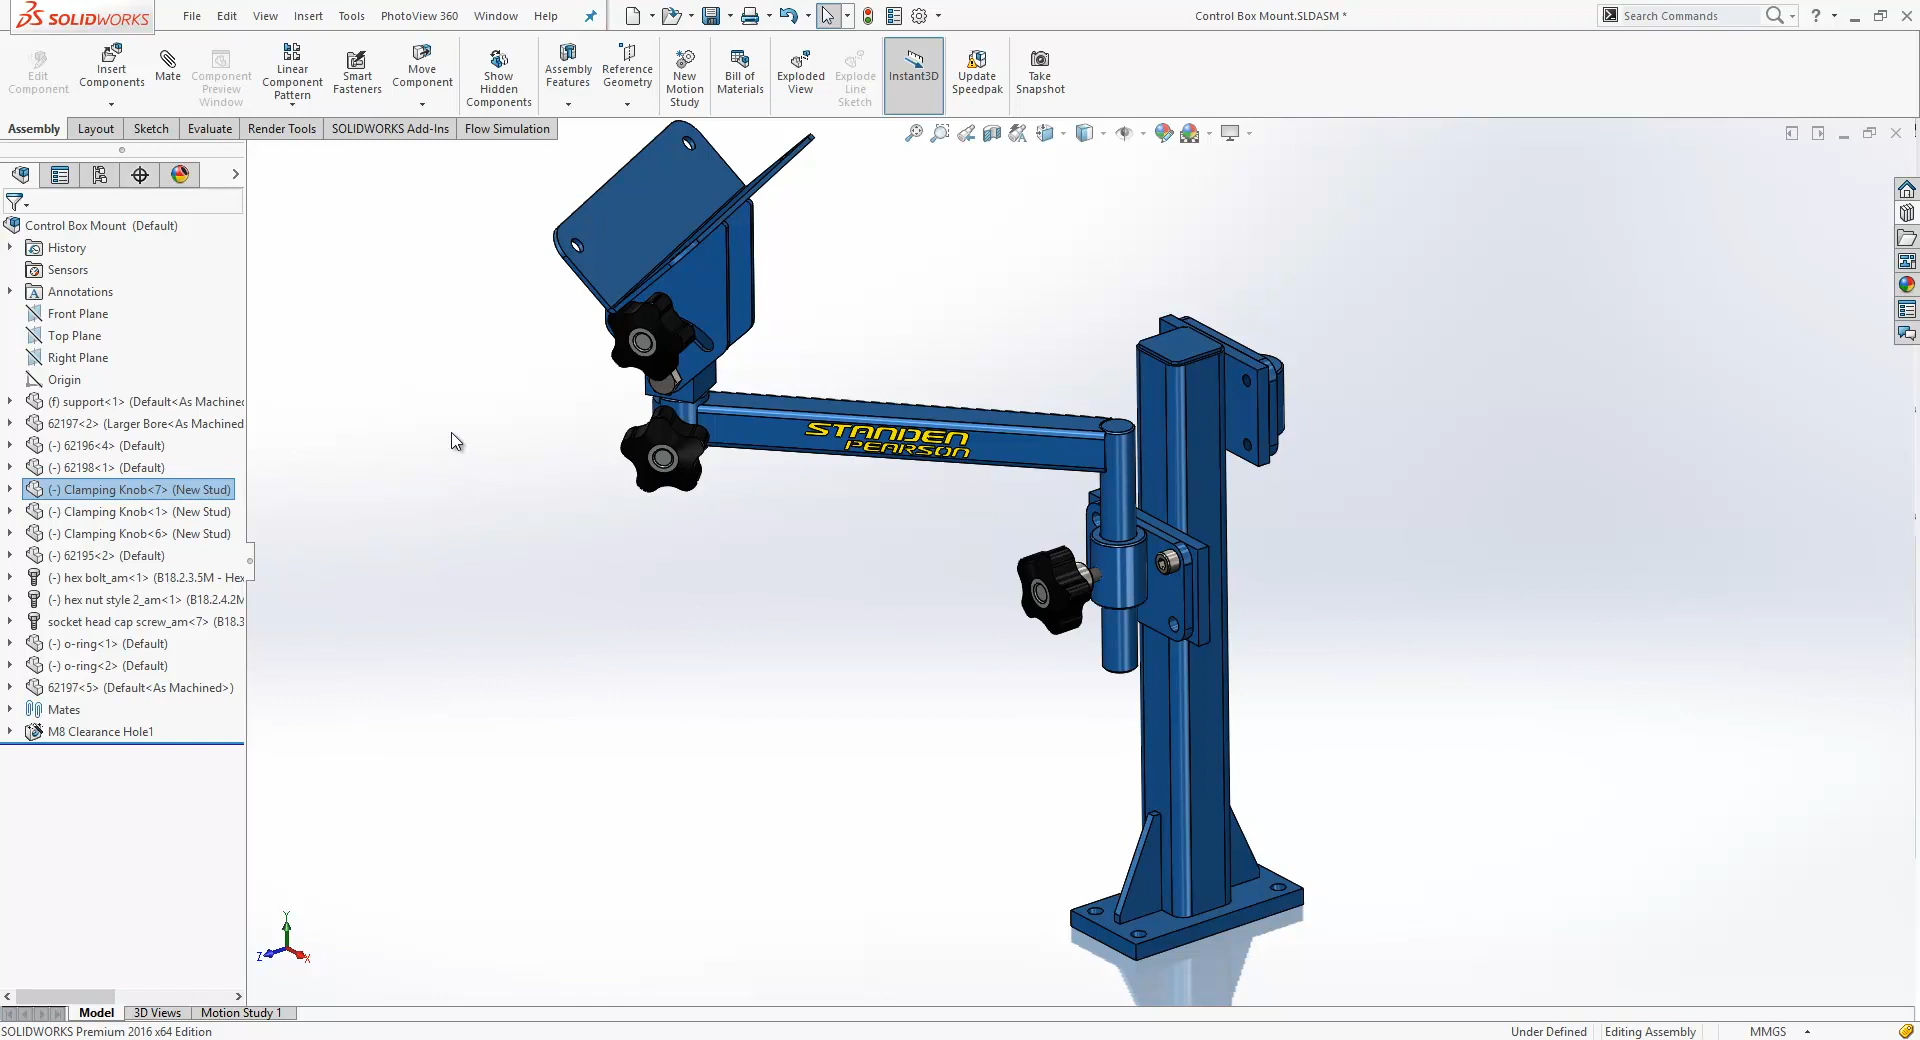 SOLIDWORKS
File Edit View Insert Tools PhotoView 360 Window Help
Control Box Mount.SLDASM *
Search Commands
?
Edit Component
Insert Components
Mate
Component Preview Window
Linear Component Pattern
Smart Fasteners
Move Component
Show Hidden Components
Assembly Features
Reference Geometry
New Motion Study
Bill of Materials
Exploded View
Explode Line Sketch
Instant3D
Update Speedpak
Take Snapshot
Assembly Layout Sketch Evaluate Render Tools SOLIDWORKS Add-Ins Flow Simulation
Control Box Mount (Default)
History
Sensors
A Annotations
Front Plane
Top Plane
Right Plane
Origin
(f) support<1> (Default<As Machined
62197<2> (Larger Bore<As Machined
(-) 62196<4> (Default)
(-) 62198<1> (Default)
(-) Clamping Knob<7> (New Stud)
(-) Clamping Knob<1> (New Stud)
(-) Clamping Knob<6> (New Stud)
(-) 62195<2> (Default)
(-) hex bolt_am<1> (B18.2.3.5M - Hex
(-) hex nut style 2_am<1> (B18.2.4.2M
socket head cap screw_am<7> (B18.3
(-) o-ring<1> (Default)
(-) o-ring<2> (Default)
62197<5> (Default<As Machined>)
Mates
M8 Clearance Hole1
STANDEN
PEARSON
Y
Z X
Model 3D Views Motion Study 1
SOLIDWORKS Premium 2016 x64 Edition
Under Defined Editing Assembly MMGS